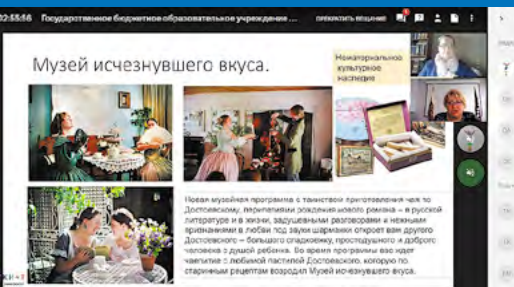 02:55:56 Государственное бюджетное образовательное учреждение ... ПРЕКРАТИТЬ ВЕЩАНИЕ
Музей исчезнувшего вкуса.
Нематериальное
культурное
наследие
Новая музейная программа с таинством приготовления чая по
Достоевскому, перипетиями рождения нового романа – в русской
литературе и в жизни, задушевными разговорами и нежными
признаниями в любви под звуки шарманки откроет вам другого
Достоевского – большого сладкоежку, простодушного и доброго
человека с душой ребенка. Во время программы вас ждет
чаепитие с любимой пастилой Достоевского, которую по
старинным рецептам возродил Музей исчезнувшего вкуса.